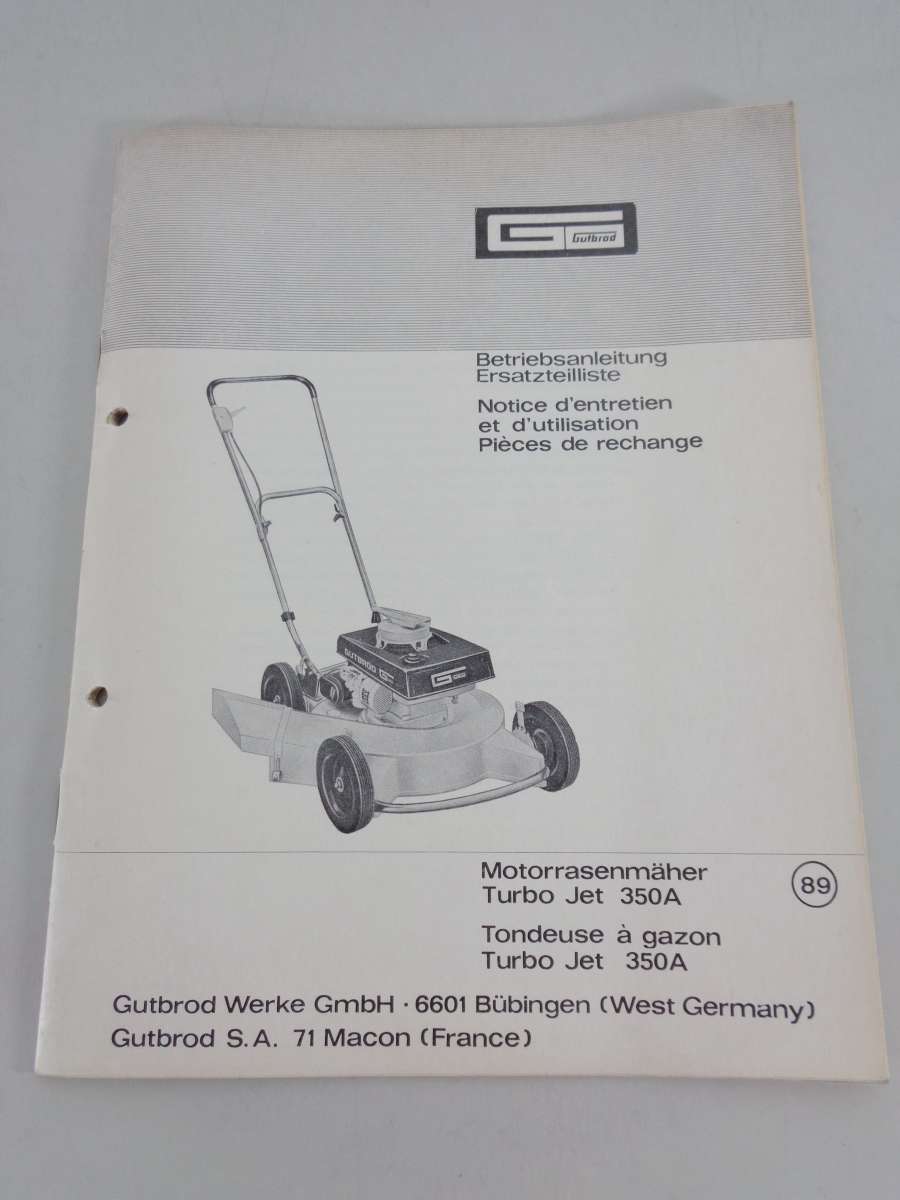 G Gutbrod
Betriebsanleitung
Ersatzteilliste
Notice d'entretien
et d'utilisation
Pièces de rechange
GUTBROD G
Motorrasenmäher
Turbo Jet 350A
89
Tondeuse à gazon
Turbo Jet 350A
Gutbrod Werke GmbH · 6601 Bübingen (West Germany)
Gutbrod S.A. 71 Macon (France)